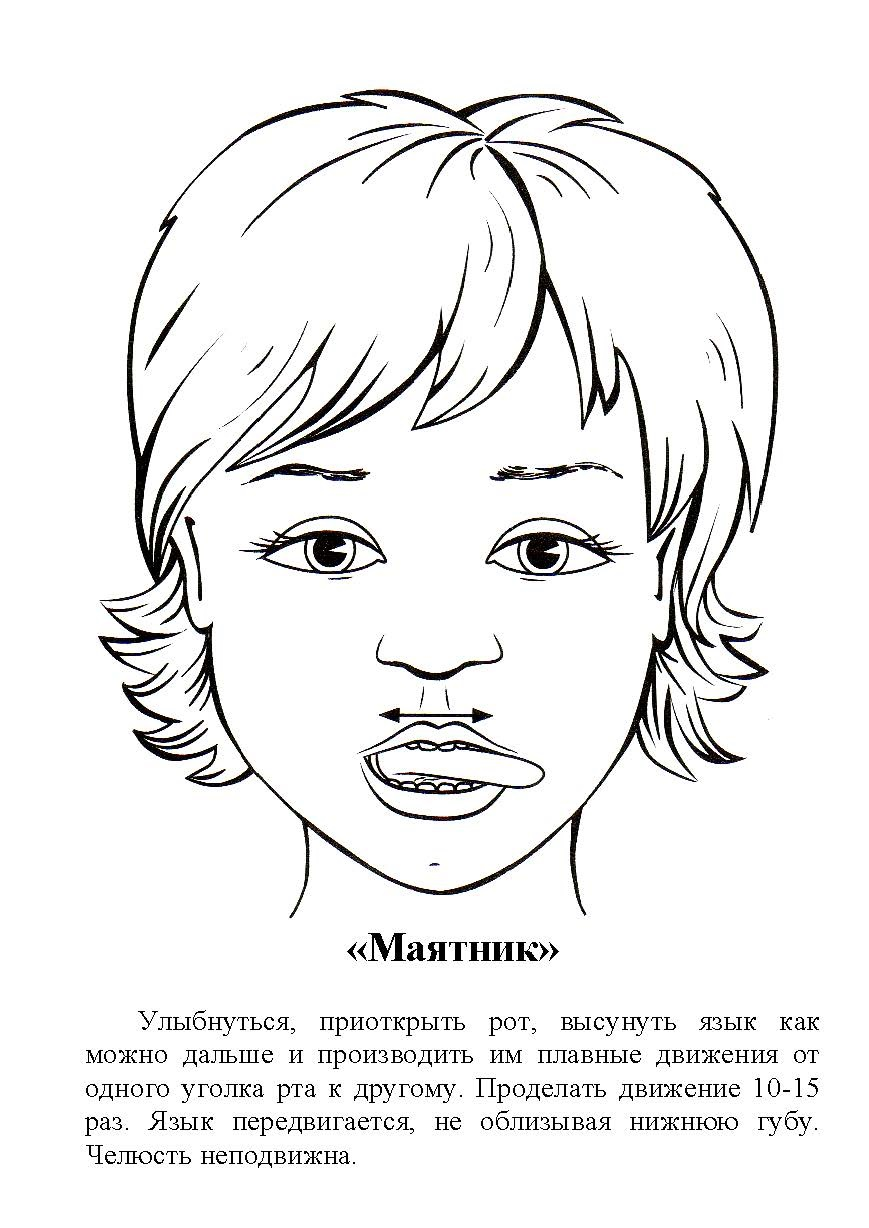 «Маятник»
Улыбнуться, приоткрыть рот, высунуть язык как
можно дальше и производить им плавные движения от
одного уголка рта к другому. Проделать движение 10-15
раз. Язык передвигается, не облизывая нижнюю губу.
Челюсть неподвижна.